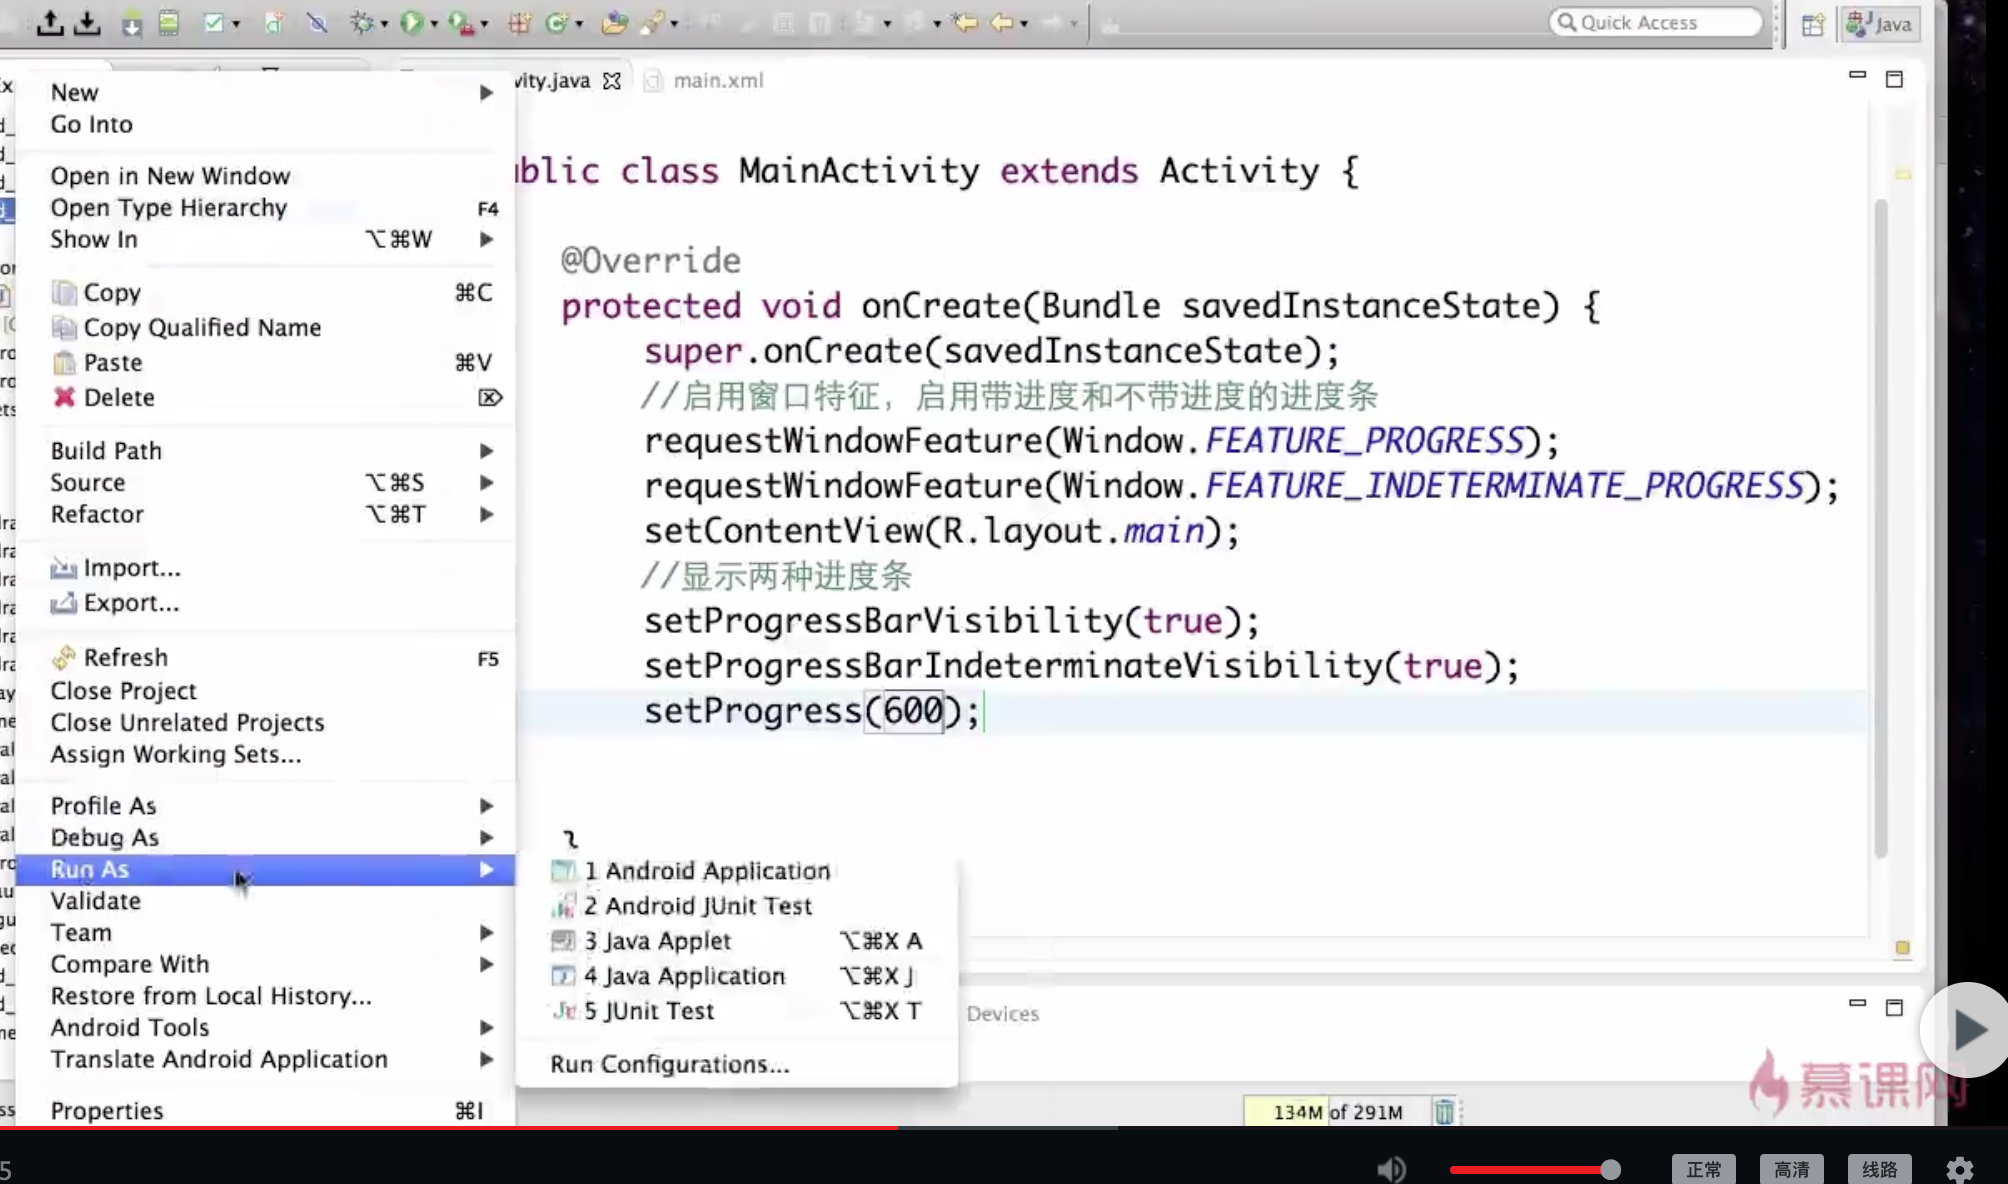 Quick Access
Java
vity.java
main.xml
New
Go Into
Open in New Window
Open Type Hierarchy F4
Show In ⌥⌘W
Copy ⌘C
Copy Qualified Name
Paste ⌘V
Delete ⌦
Build Path
Source ⌥⌘S
Refactor ⌥⌘T
Import...
Export...
Refresh F5
Close Project
Close Unrelated Projects
Assign Working Sets...
Profile As
Debug As
Run As
Validate
Team
Compare With
Restore from Local History...
Android Tools
Translate Android Application
Properties ⌘I
blic class MainActivity extends Activity {
@Override
protected void onCreate(Bundle savedInstanceState) {
super.onCreate(savedInstanceState);
//启用窗口特征，启用带进度和不带进度的进度条
requestWindowFeature(Window.FEATURE_PROGRESS);
requestWindowFeature(Window.FEATURE_INDETERMINATE_PROGRESS);
setContentView(R.layout.main);
//显示两种进度条
setProgressBarVisibility(true);
setProgressBarIndeterminateVisibility(true);
setProgress(600);
}
1 Android Application
2 Android JUnit Test
3 Java Applet ⌥⌘X A
4 Java Application ⌥⌘X J
5 JUnit Test ⌥⌘X T
Run Configurations...
Devices
慕课网
134M of 291M
5
正常
高清
线路